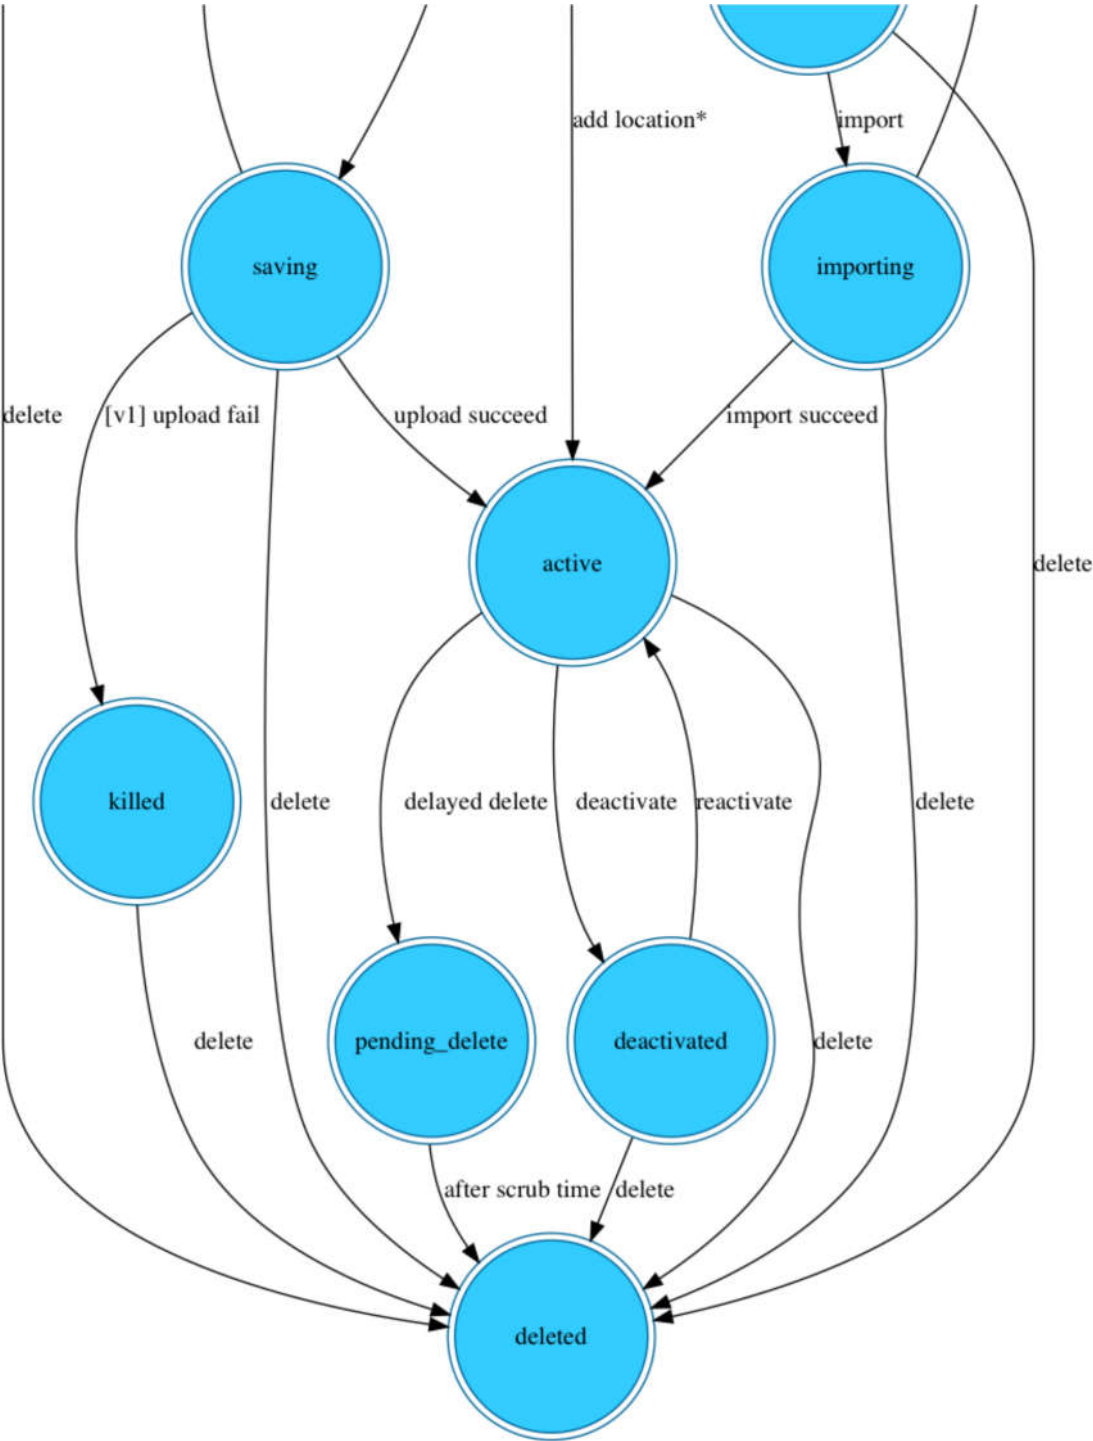 add location*
import
saving
importing
delete
[v1] upload fail
upload succeed
import succeed
active
delete
killed
delete
delayed delete
deactivate
reactivate
delete
delete
pending_delete
deactivated
delete
after scrub time
delete
deleted